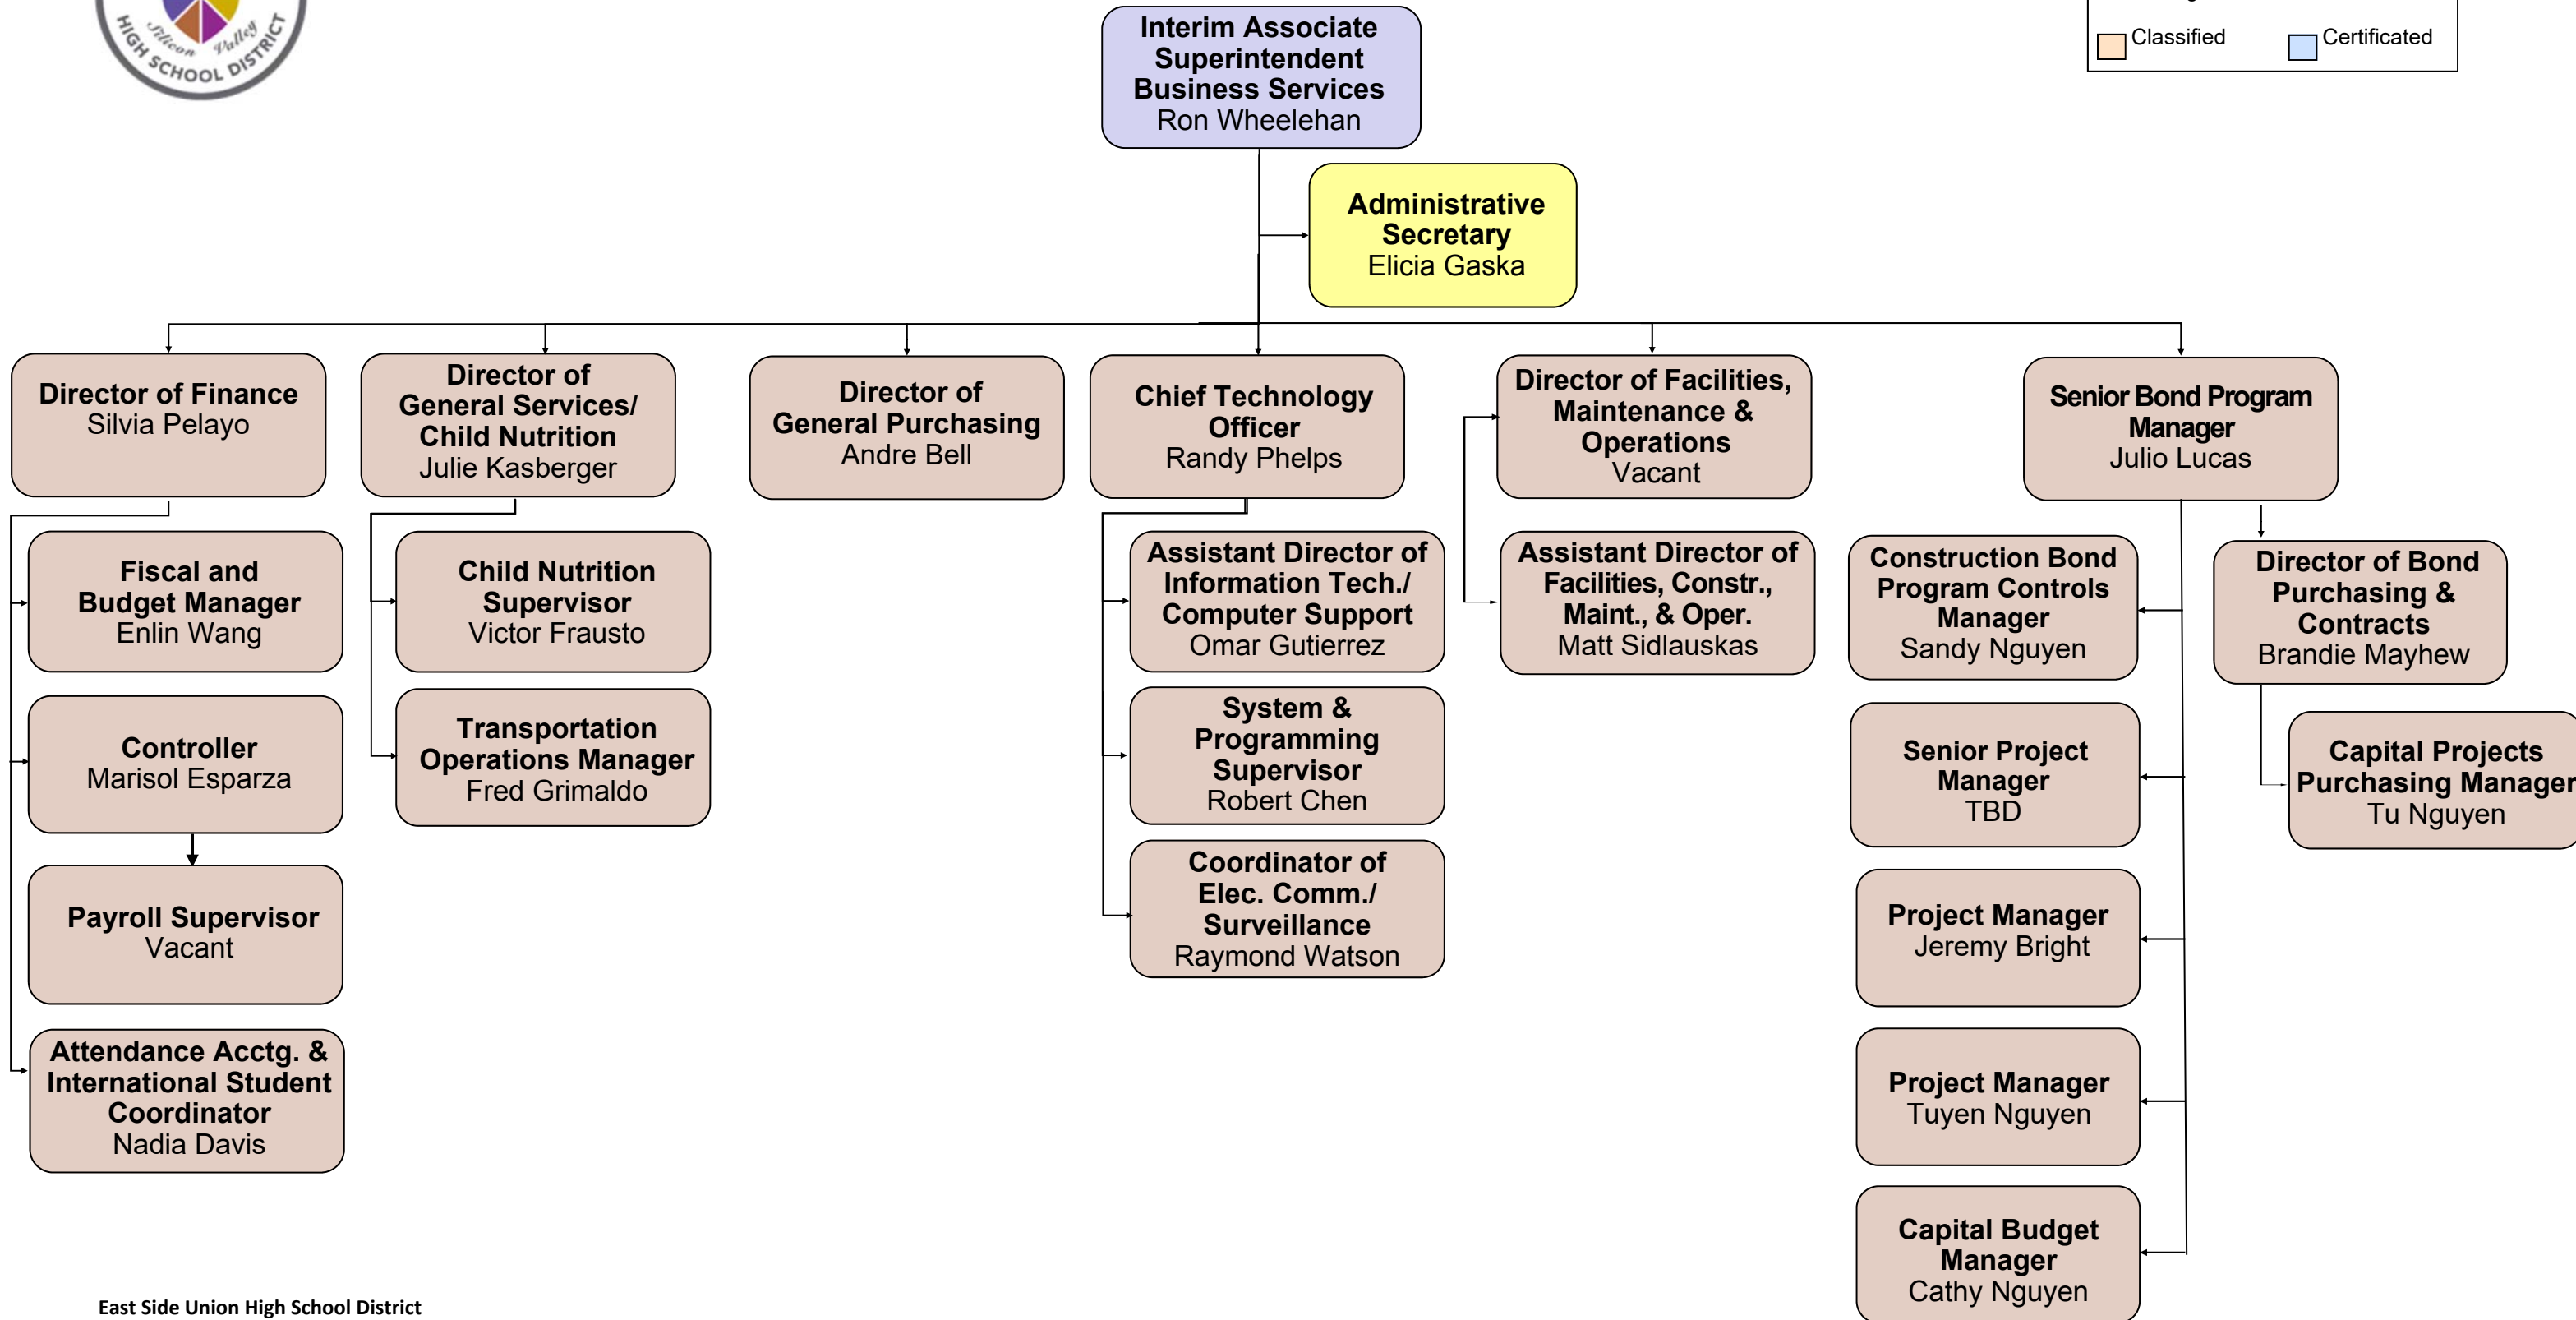 Silicon Valley
HIGH SCHOOL DISTRICT
Interim Associate
Superintendent
Business Services
Ron Wheelehan
Classified
Certificated
Administrative
Secretary
Elicia Gaska
Director of Finance
Silvia Pelayo
Director of
General Services/
Child Nutrition
Julie Kasberger
Director of
General Purchasing
Andre Bell
Chief Technology
Officer
Randy Phelps
Director of Facilities,
Maintenance &
Operations
Vacant
Senior Bond Program
Manager
Julio Lucas
Fiscal and
Budget Manager
Enlin Wang
Child Nutrition
Supervisor
Victor Frausto
Assistant Director of
Information Tech./
Computer Support
Omar Gutierrez
Assistant Director of
Facilities, Constr.,
Maint., & Oper.
Matt Sidlauskas
Construction Bond
Program Controls
Manager
Sandy Nguyen
Director of Bond
Purchasing &
Contracts
Brandie Mayhew
Controller
Marisol Esparza
Transportation
Operations Manager
Fred Grimaldo
System &
Programming
Supervisor
Robert Chen
Senior Project
Manager
TBD
Capital Projects
Purchasing Manager
Tu Nguyen
Payroll Supervisor
Vacant
Coordinator of
Elec. Comm./
Surveillance
Raymond Watson
Project Manager
Jeremy Bright
Attendance Acctg. &
International Student
Coordinator
Nadia Davis
Project Manager
Tuyen Nguyen
Capital Budget
Manager
Cathy Nguyen
East Side Union High School District